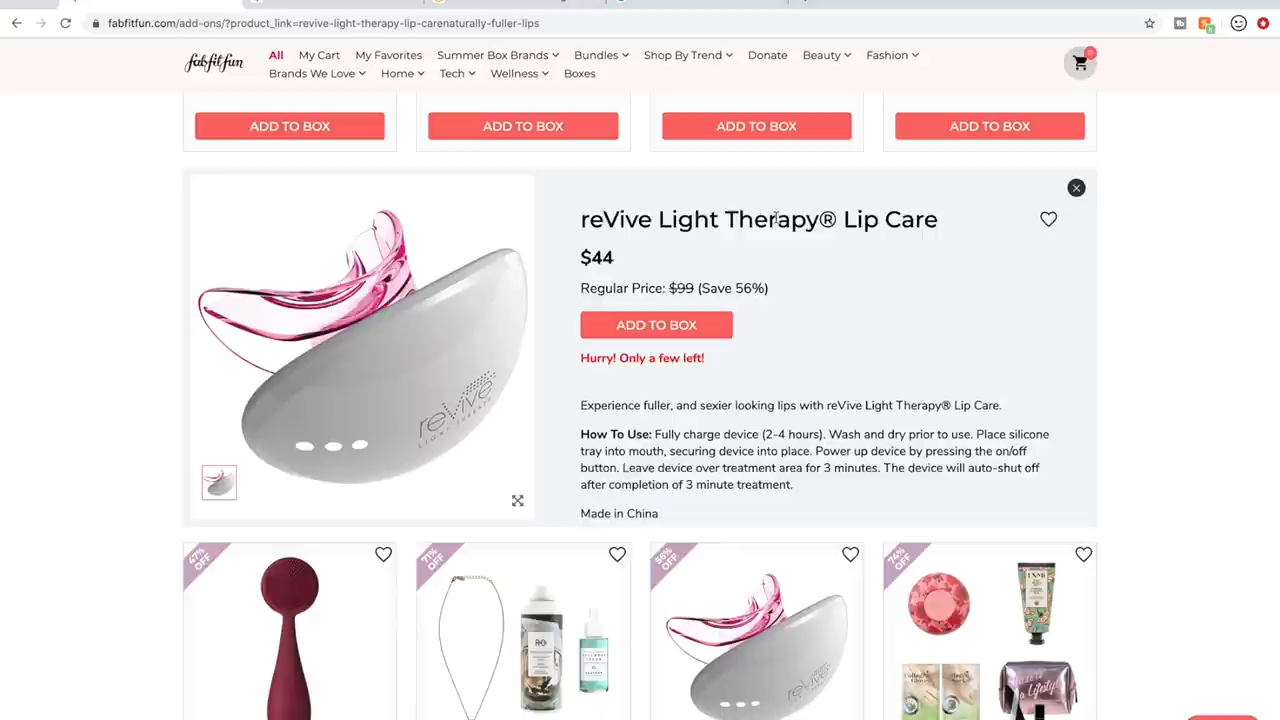 fabfitfun.com/add-ons/?product_link=revive-light-therapy-lip-carenaturally-fuller-lips
fabfitfun
All My Cart My Favorites Summer Box Brands Bundles Shop By Trend Donate Beauty Fashion
Brands We Love Home Tech Wellness Boxes
ADD TO BOX ADD TO BOX ADD TO BOX ADD TO BOX
reVive Light Therapy® Lip Care
$44
Regular Price: $99 (Save 56%)
ADD TO BOX
Hurry! Only a few left!
reVive
LIGHT THERAPY
Experience fuller, and sexier looking lips with reVive Light Therapy® Lip Care.
How To Use: Fully charge device (2-4 hours). Wash and dry prior to use. Place silicone
tray into mouth, securing device into place. Power up device by pressing the on/off
button. Leave device over treatment area for 3 minutes. The device will auto-shut off
after completion of 3 minute treatment.
Made in China
47% OFF
71% OFF
56% OFF
74% OFF
reVive